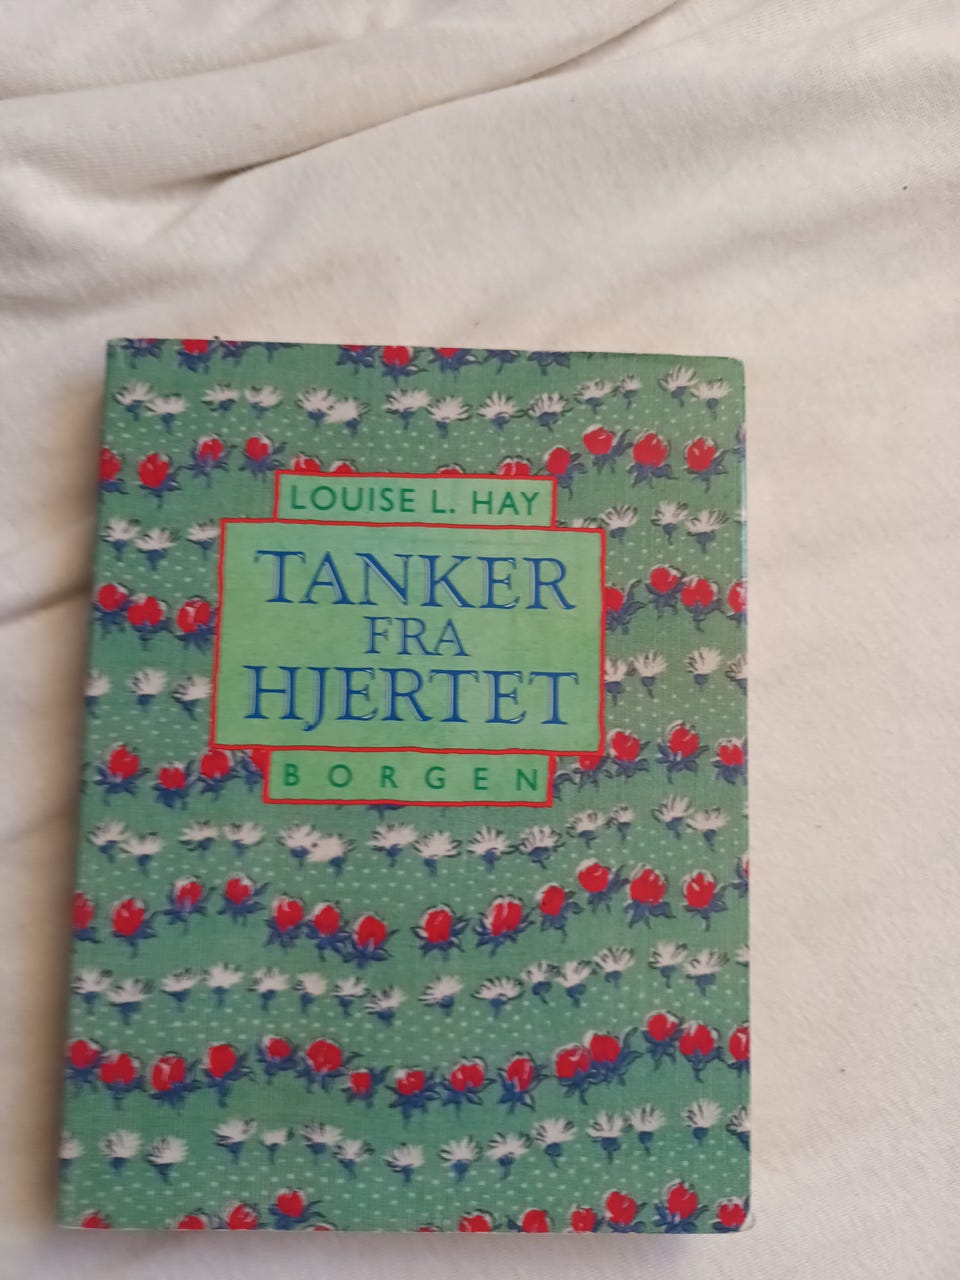 LOUISE L. HAY
TANKER
FRA
HJERTET
BORGEN